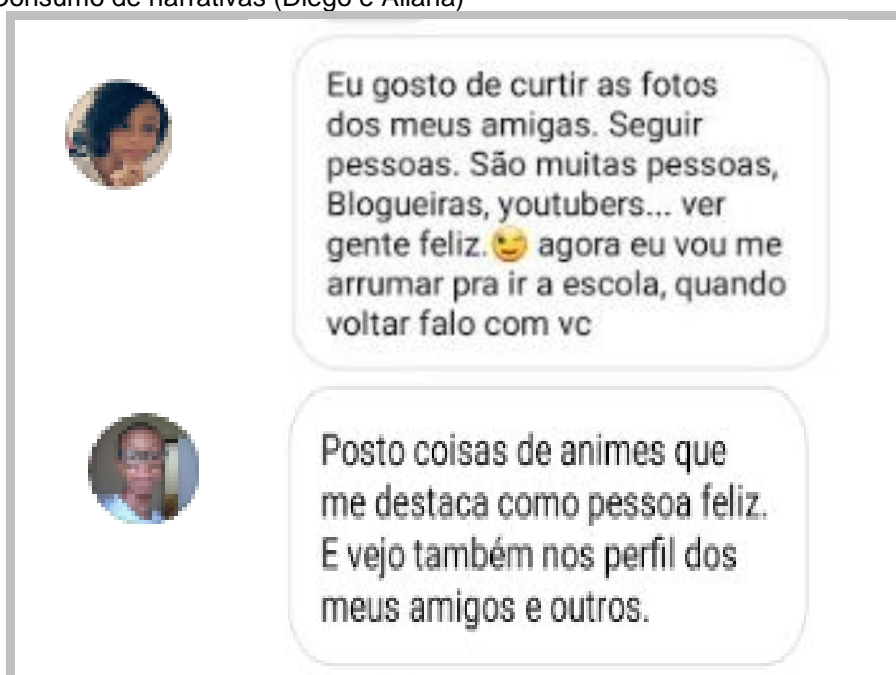 Consumo de narrativas (Diego e Allana)
Eu gosto de curtir as fotos
dos meus amigas. Seguir
pessoas. São muitas pessoas,
Blogueiras, youtubers... ver
gente feliz.😉 agora eu vou me
arrumar pra ir a escola, quando
voltar falo com vc
Posto coisas de animes que
me destaca como pessoa feliz.
E vejo também nos perfil dos
meus amigos e outros.